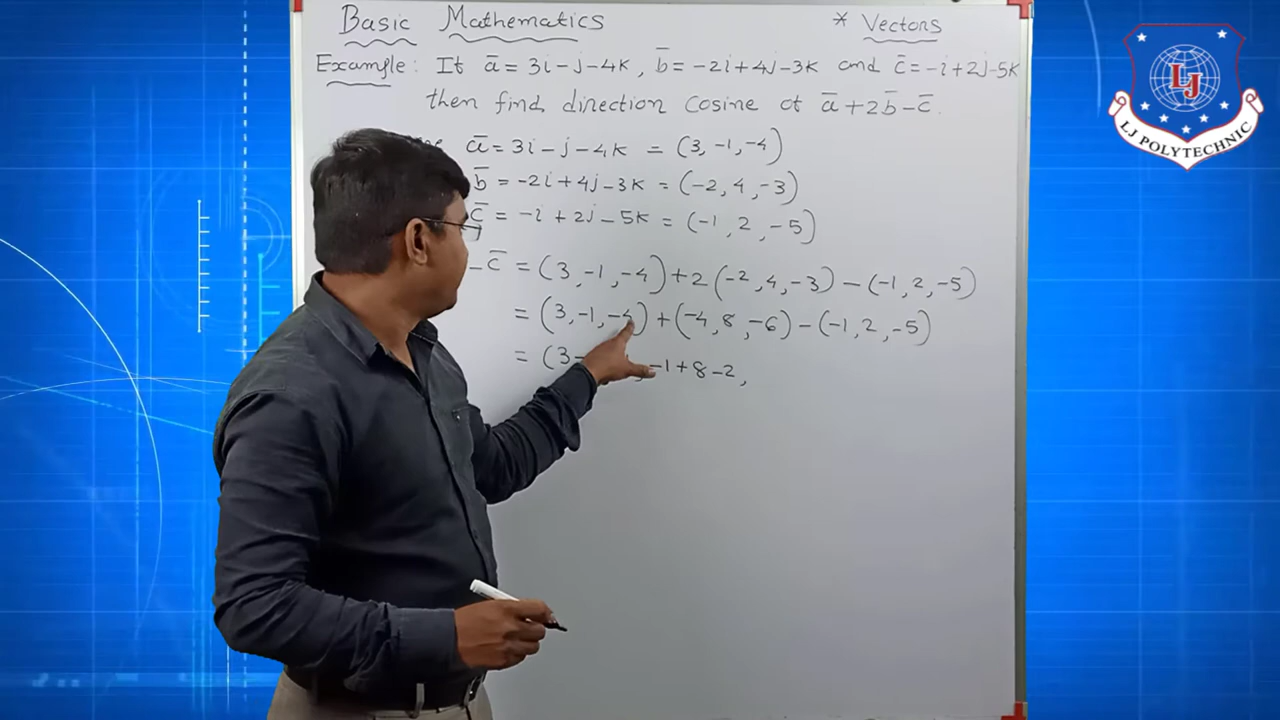 Basic Mathematics * Vectors
Example: If a̅ = 3i - j - 4k, b̅ = -2i + 4j - 3k and c̅ = -i + 2j - 5k
then find direction cosine of a̅ + 2b̅ - c̅.
a̅ = 3i - j - 4k = (3, -1, -4)
b̅ = -2i + 4j - 3k = (-2, 4, -3)
c̅ = -i + 2j - 5k = (-1, 2, -5)
- c̅ = (3, -1, -4) + 2(-2, 4, -3) - (-1, 2, -5)
= (3, -1, -4) + (-4, 8, -6) - (-1, 2, -5)
= (3- , -1 + 8 - 2,
LJ
LJ POLYTECHNIC